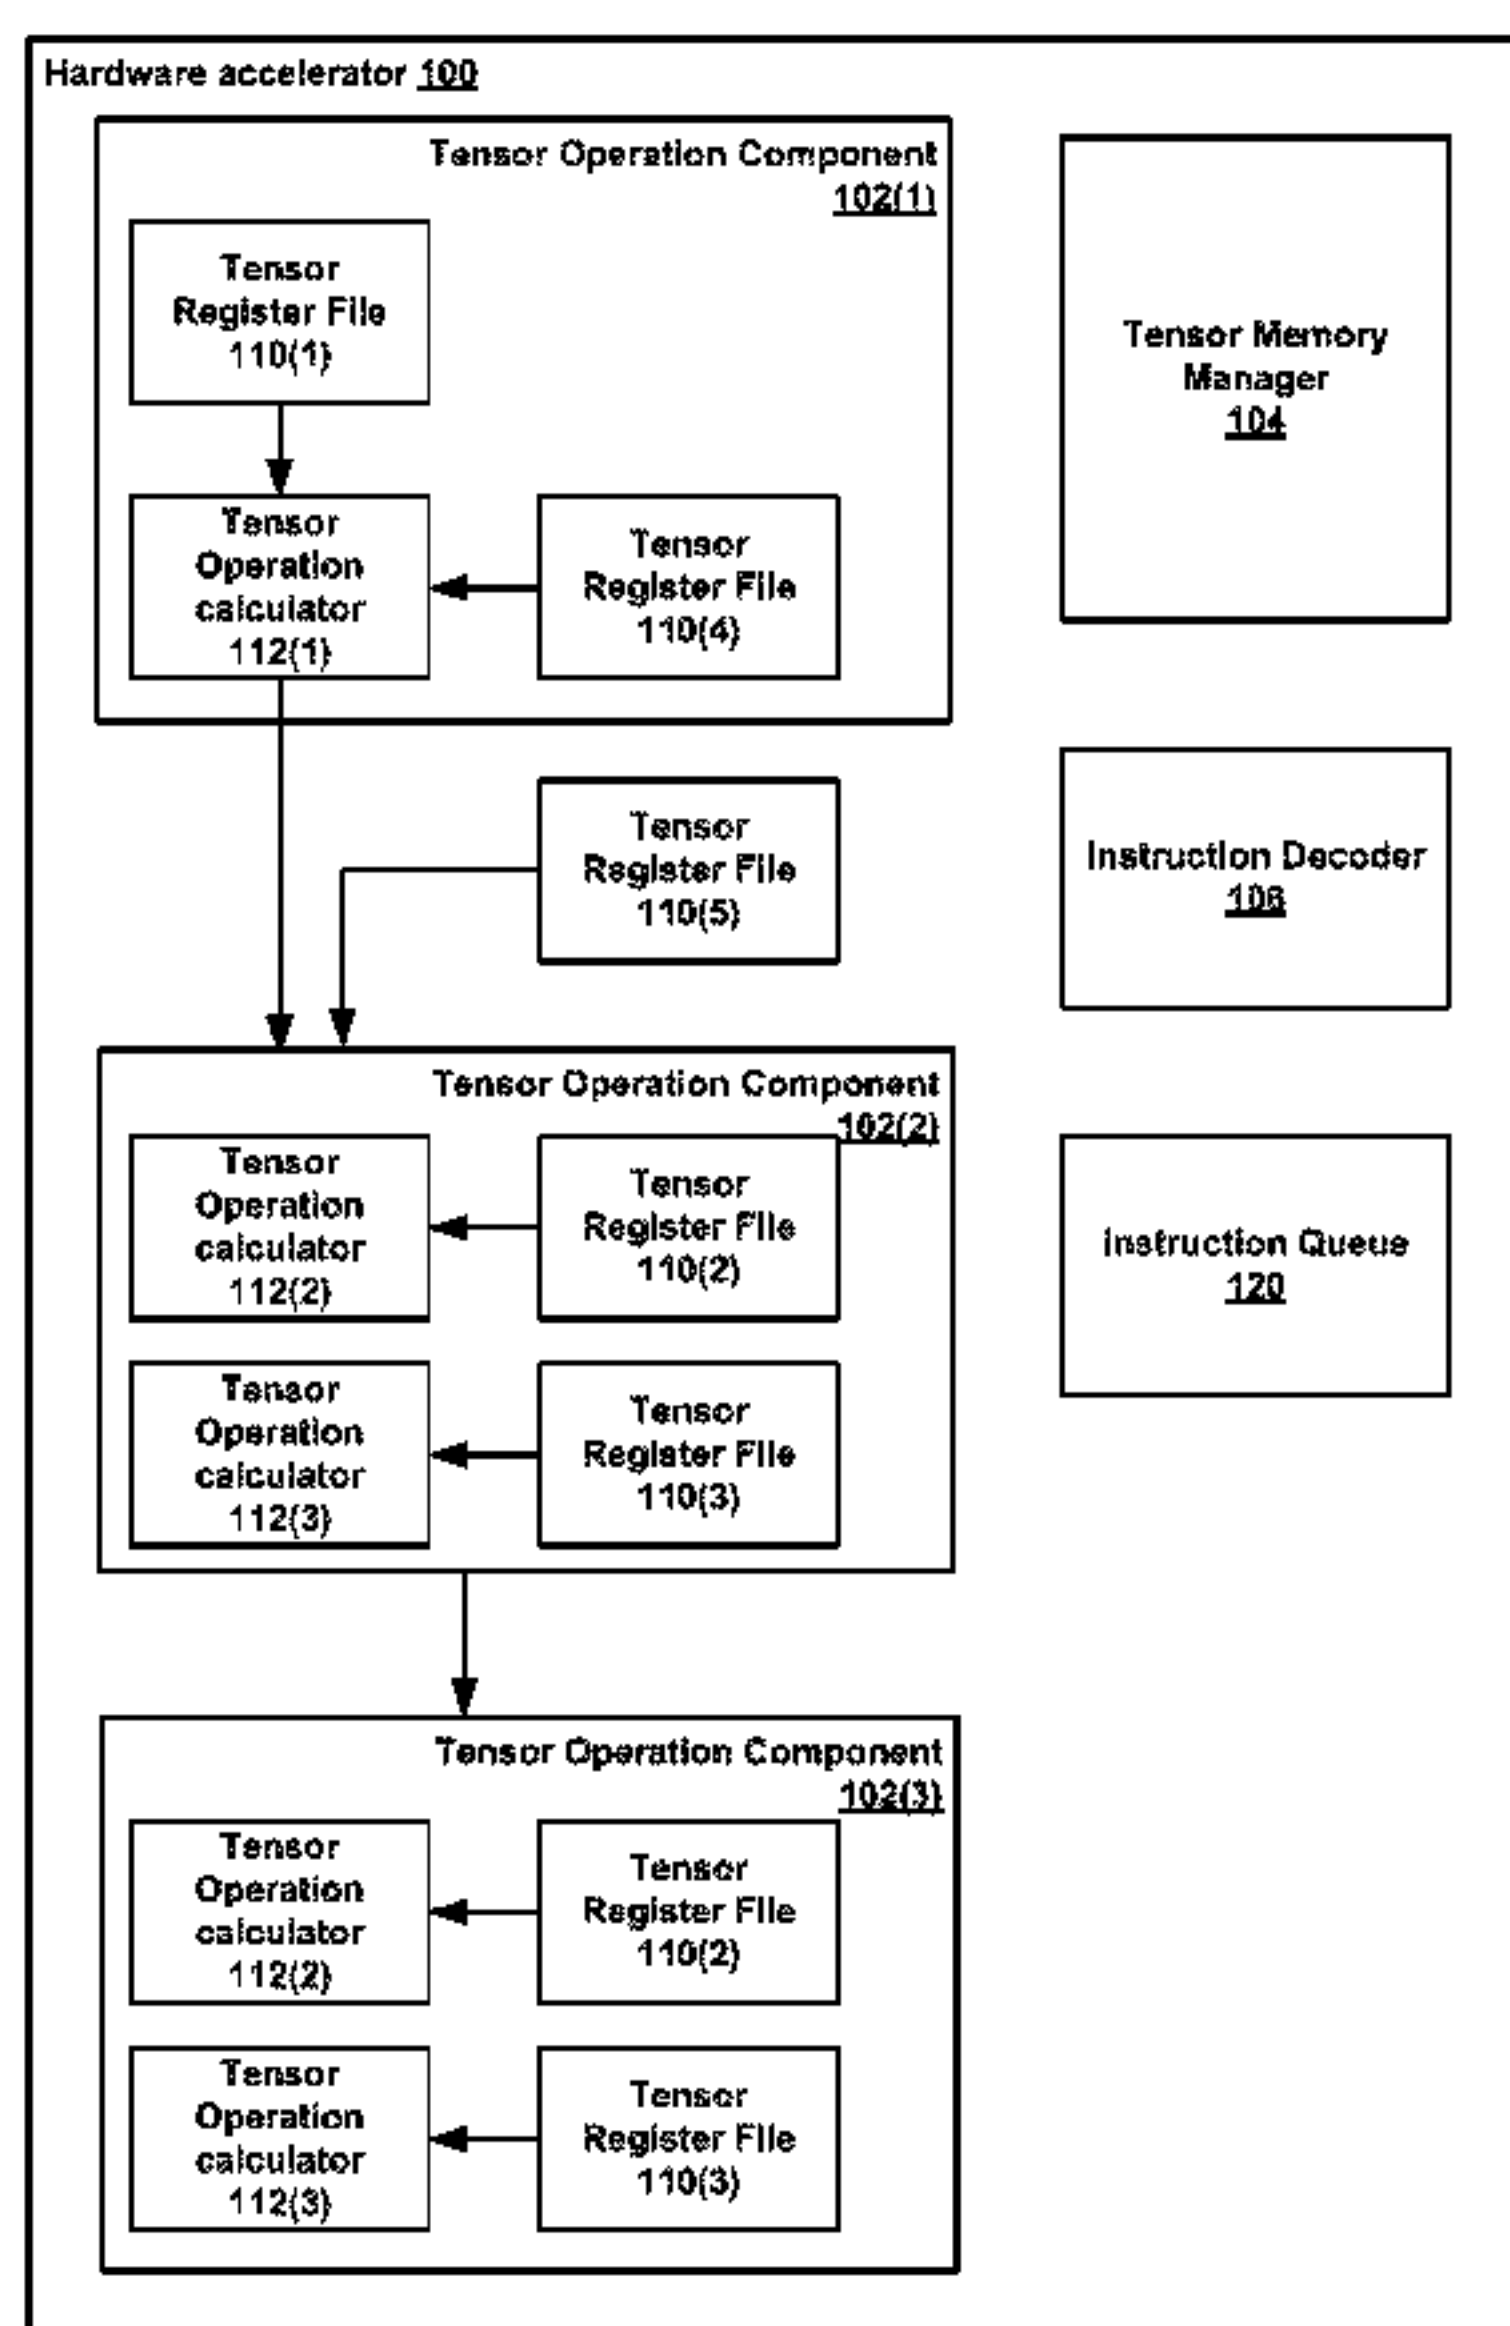 Hardware accelerator 100
Tensor Operation Component
102(1)
Tensor
Register File
110(1)
Tensor
Operation
calculator
112(1)
Tensor
Register File
110(4)
Tensor Memory
Manager
104
Tensor
Register File
110(5)
Instruction Decoder
106
Tensor Operation Component
102(2)
Tensor
Operation
calculator
112(2)
Tensor
Register File
110(2)
Tensor
Operation
calculator
112(3)
Tensor
Register File
110(3)
Instruction Queue
120
Tensor Operation Component
102(3)
Tensor
Operation
calculator
112(2)
Tensor
Register File
110(2)
Tensor
Operation
calculator
112(3)
Tensor
Register File
110(3)